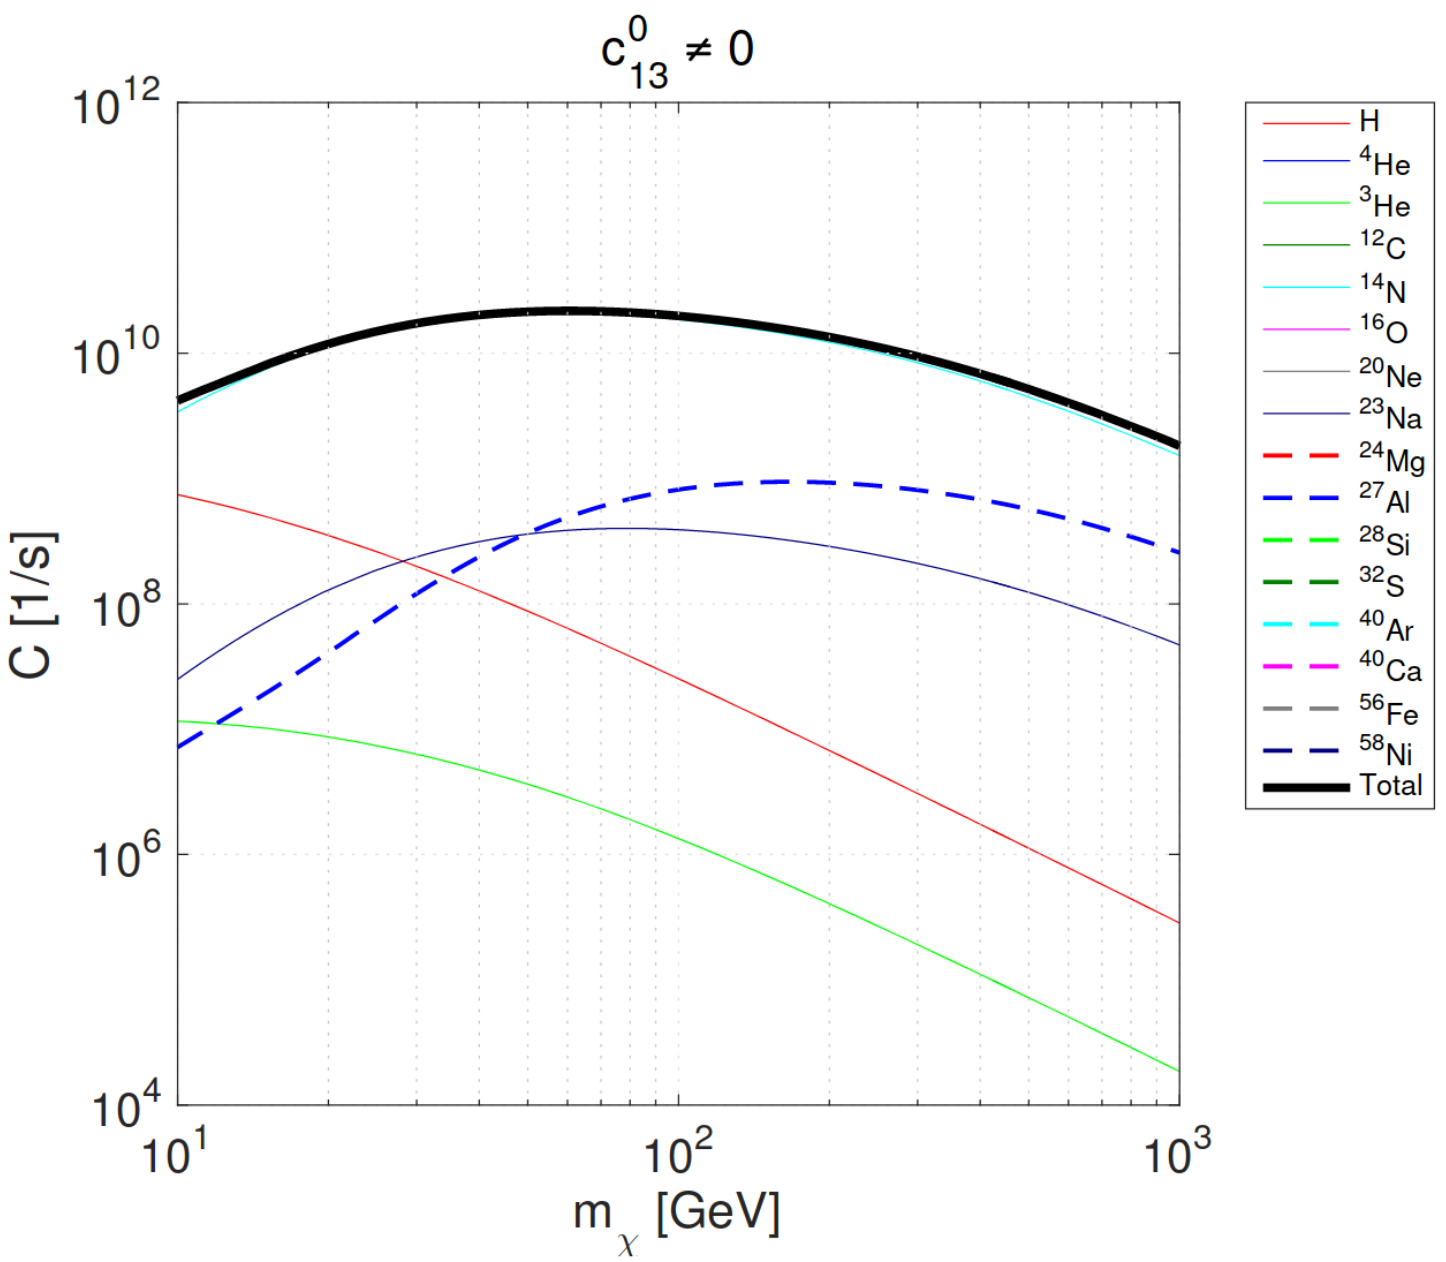 c⁰₁₃ ≠ 0
10¹²
10¹⁰
10⁸
10⁶
10⁴
C [1/s]
10¹ 10² 10³
mᵪ [GeV]
H
⁴He
³He
¹²C
¹⁴N
¹⁶O
²⁰Ne
²³Na
²⁴Mg
²⁷Al
²⁸Si
³²S
⁴⁰Ar
⁴⁰Ca
⁵⁶Fe
⁵⁸Ni
Total